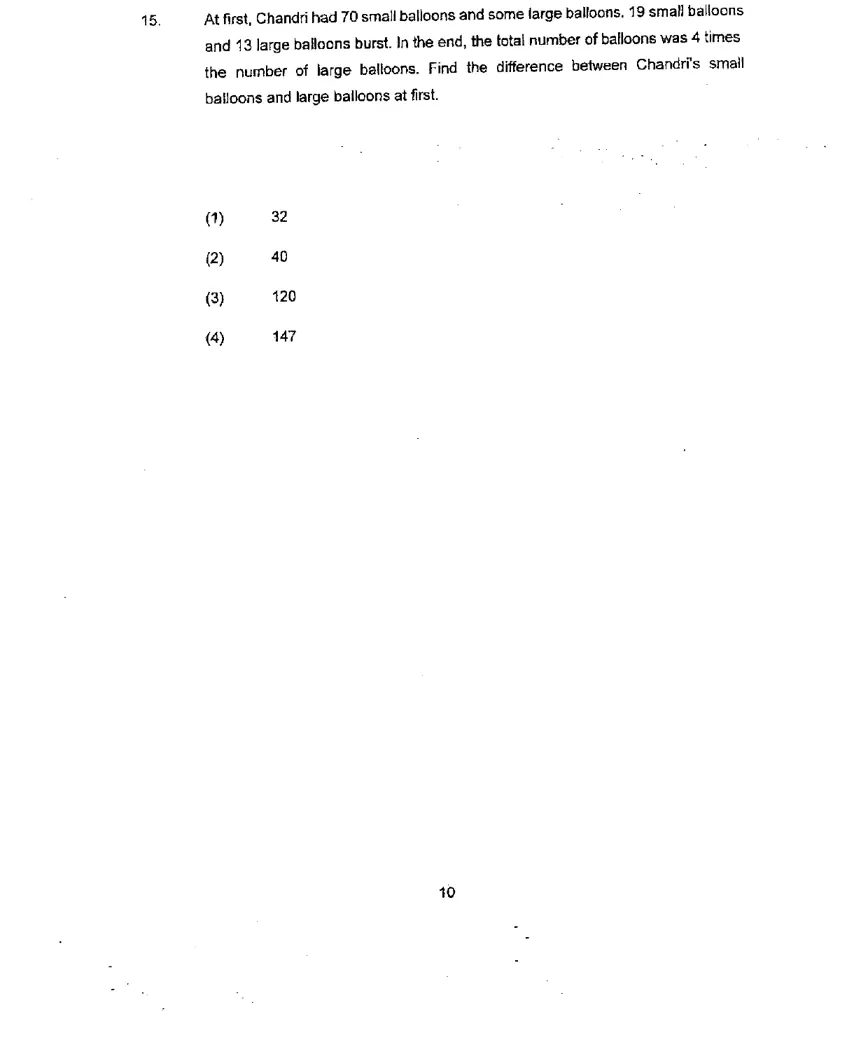 15. At first, Chandri had 70 small balloons and some large balloons. 19 small balloons
and 13 large balloons burst. In the end, the total number of balloons was 4 times
the number of large balloons. Find the difference between Chandri's small
balloons and large balloons at first.
(1) 32
(2) 40
(3) 120
(4) 147
10